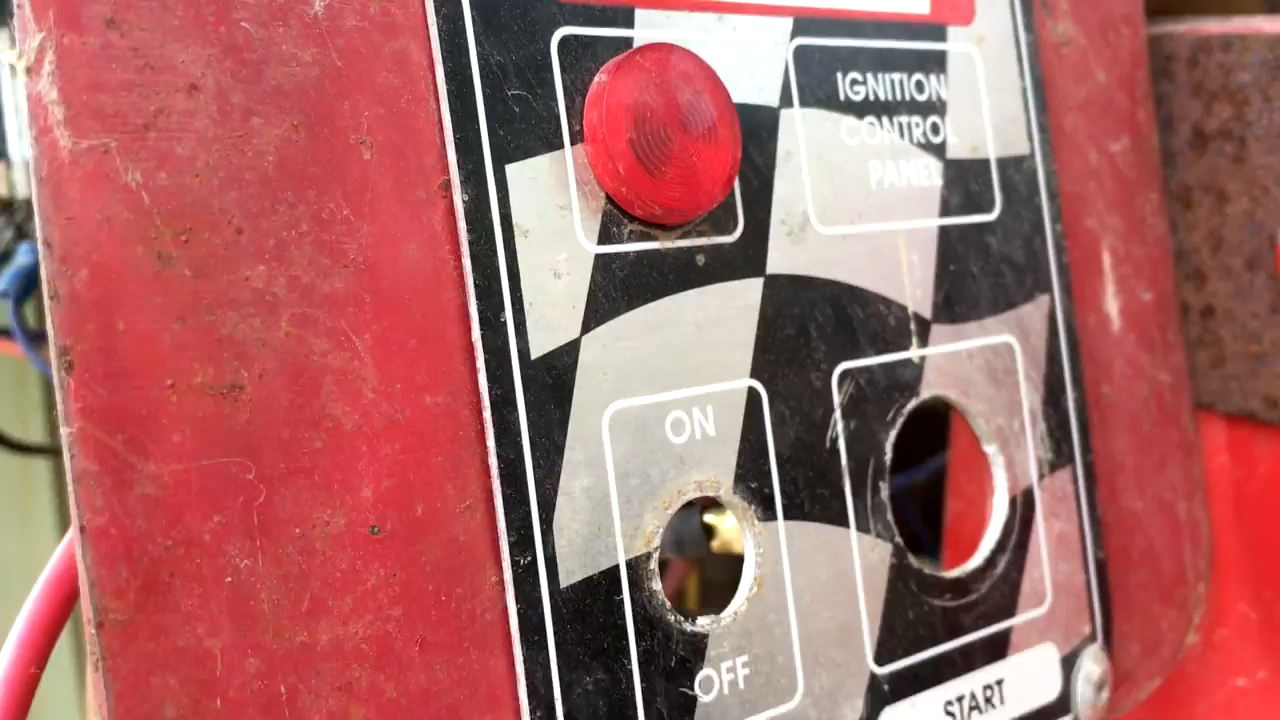 IGNITION
CONTROL
PANEL
ON
OFF
START